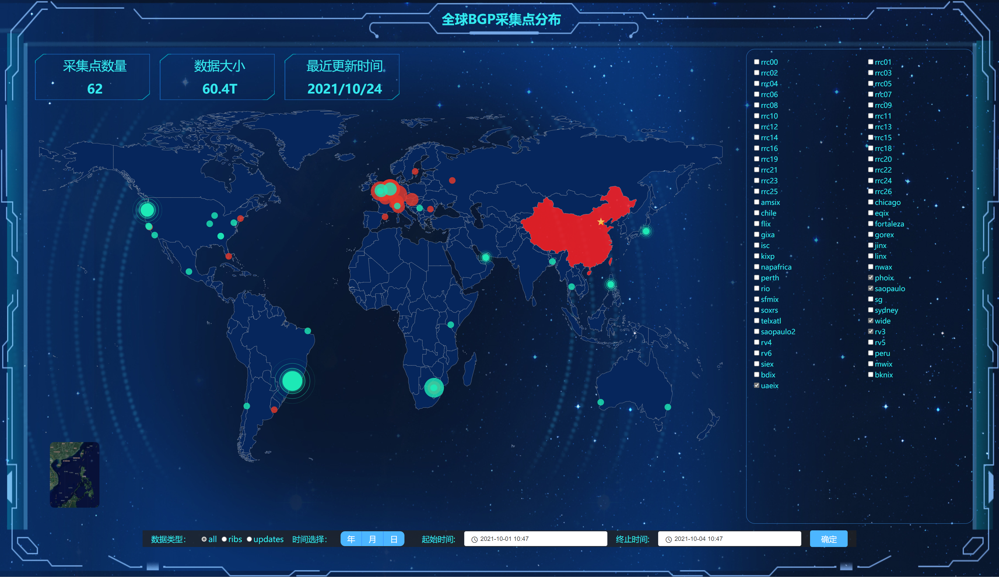 全球BGP采集点分布
采集点数量
62
数据大小
60.4T
最近更新时间
2021/10/24
rrc00 rrc01
rrc02 rrc03
rrc04 rrc05
rrc06 rrc07
rrc08 rrc09
rrc10 rrc11
rrc12 rrc13
rrc14 rrc15
rrc16 rrc18
rrc19 rrc20
rrc21 rrc22
rrc23 rrc24
rrc25 rrc26
amsix chicago
chile eqix
flix fortaleza
gixa gorex
isc jinx
kixp linx
napafrica nwax
perth phoix
rio saopaulo
sfmix sg
soxrs sydney
telxatl wide
saopaulo2 rv3
rv4 rv5
rv6 peru
siex mwix
bdix bknix
uaeix
数据类型： all ribs updates 时间选择： 年 月 日 起始时间: 2021-10-01 10:47 终止时间: 2021-10-04 10:47 确定